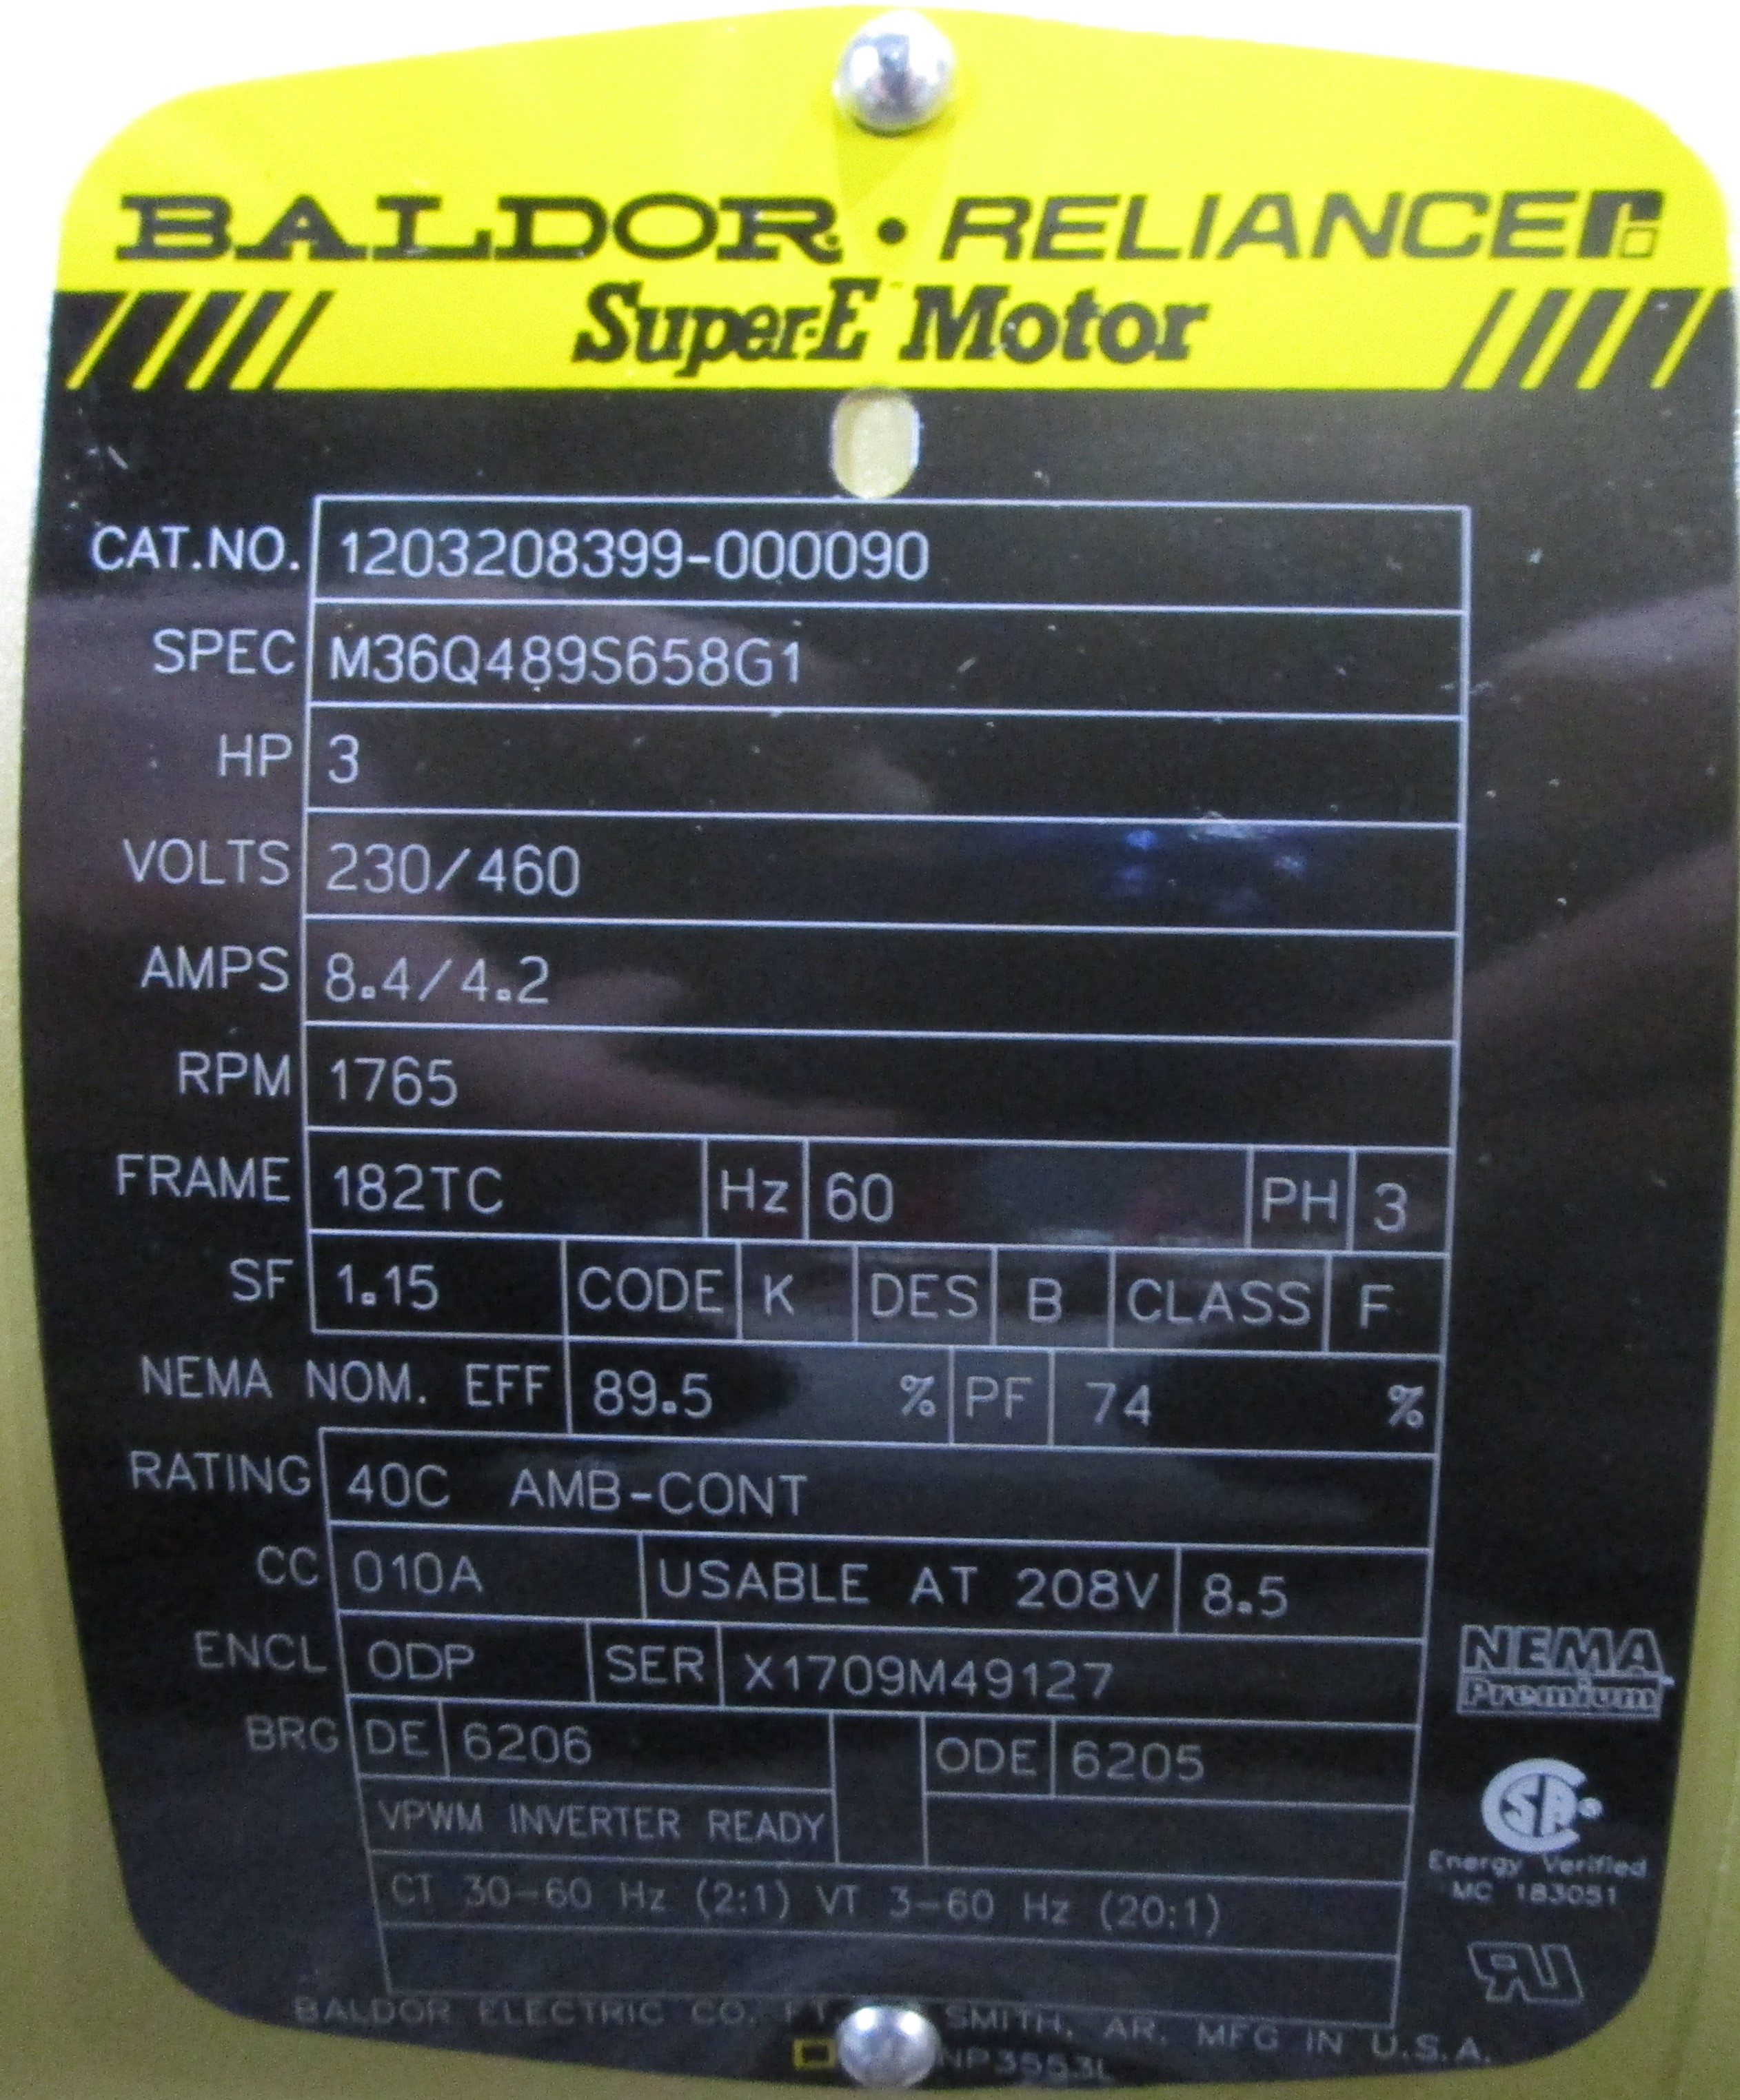 BALDOR • RELIANCE
Super-E Motor
CAT.NO. 1203208399-000090
SPEC M36Q489S658G1
HP 3
VOLTS 230/460
AMPS 8.4/4.2
RPM 1765
FRAME 182TC Hz 60 PH 3
SF 1.15 CODE K DES B CLASS F
NEMA NOM. EFF 89.5 % PF 74 %
RATING 40C AMB-CONT
CC 010A USABLE AT 208V 8.5
ENCL ODP SER X1709M49127
BRG DE 6206 ODE 6205
VPWM INVERTER READY
CT 30-60 Hz (2:1) VT 3-60 Hz (20:1)
NEMA
Premium
Energy Verified
MC 183051
BALDOR ELECTRIC CO. FT. SMITH, AR. MFG IN U.S.A.
NP3553L